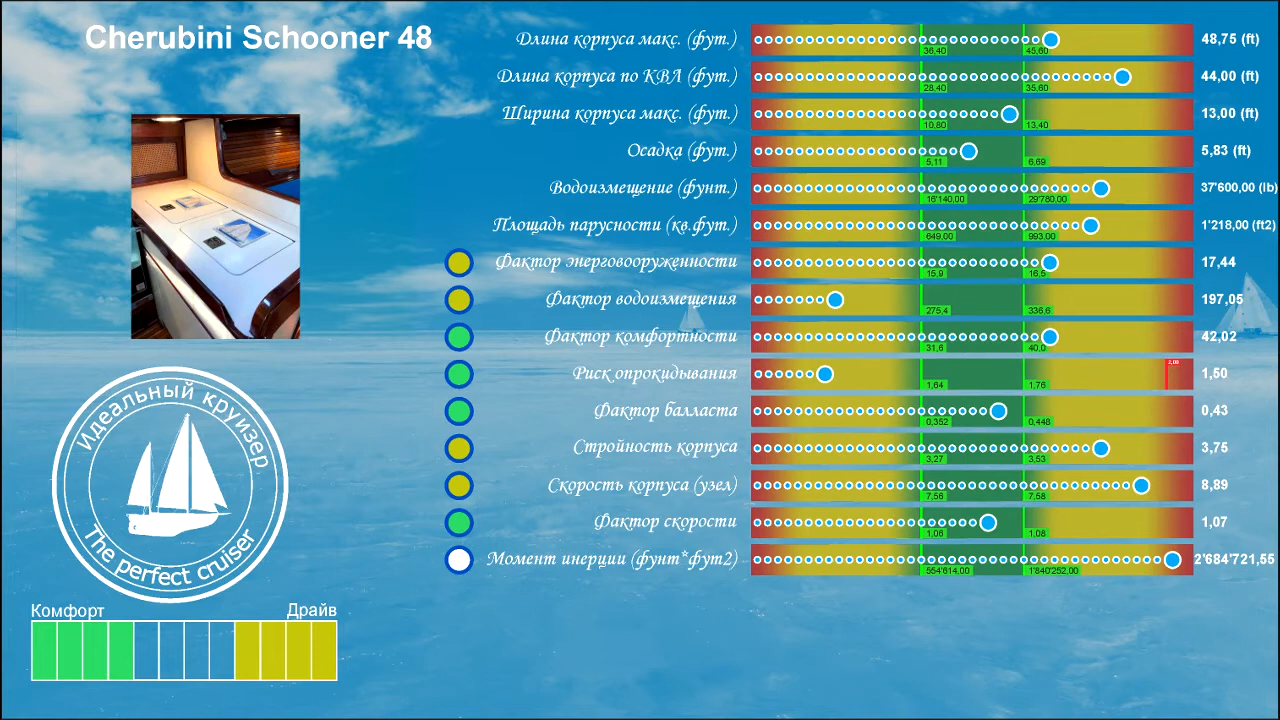 Cherubini Schooner 48
Длина корпуса макс. (фут.) 36,40 45,60 48,75 (ft)
Длина корпуса по КВЛ (фут.) 28,40 35,60 44,00 (ft)
Ширина корпуса макс. (фут.) 10,80 13,40 13,00 (ft)
Осадка (фут.) 5,11 6,69 5,83 (ft)
Водоизмещение (фунт.) 16'140,00 29'780,00 37'600,00 (lb)
Площадь парусности (кв.фут.) 649,00 993,00 1'218,00 (ft2)
Фактор энерговооруженности 15,9 16,5 17,44
Фактор водоизмещения 275,4 336,6 197,05
Фактор комфортности 31,6 40,0 42,02
Риск опрокидывания 1,64 1,76 2,08 1,50
Фактор балласта 0,352 0,448 0,43
Стройность корпуса 3,27 3,53 3,75
Скорость корпуса (узел) 7,56 7,58 8,89
Фактор скорости 1,06 1,08 1,07
Момент инерции (фунт*фут2) 554'614,00 1'840'252,00 2'684'721,55
Идеальный круизер
The perfect cruiser
Комфорт Драйв